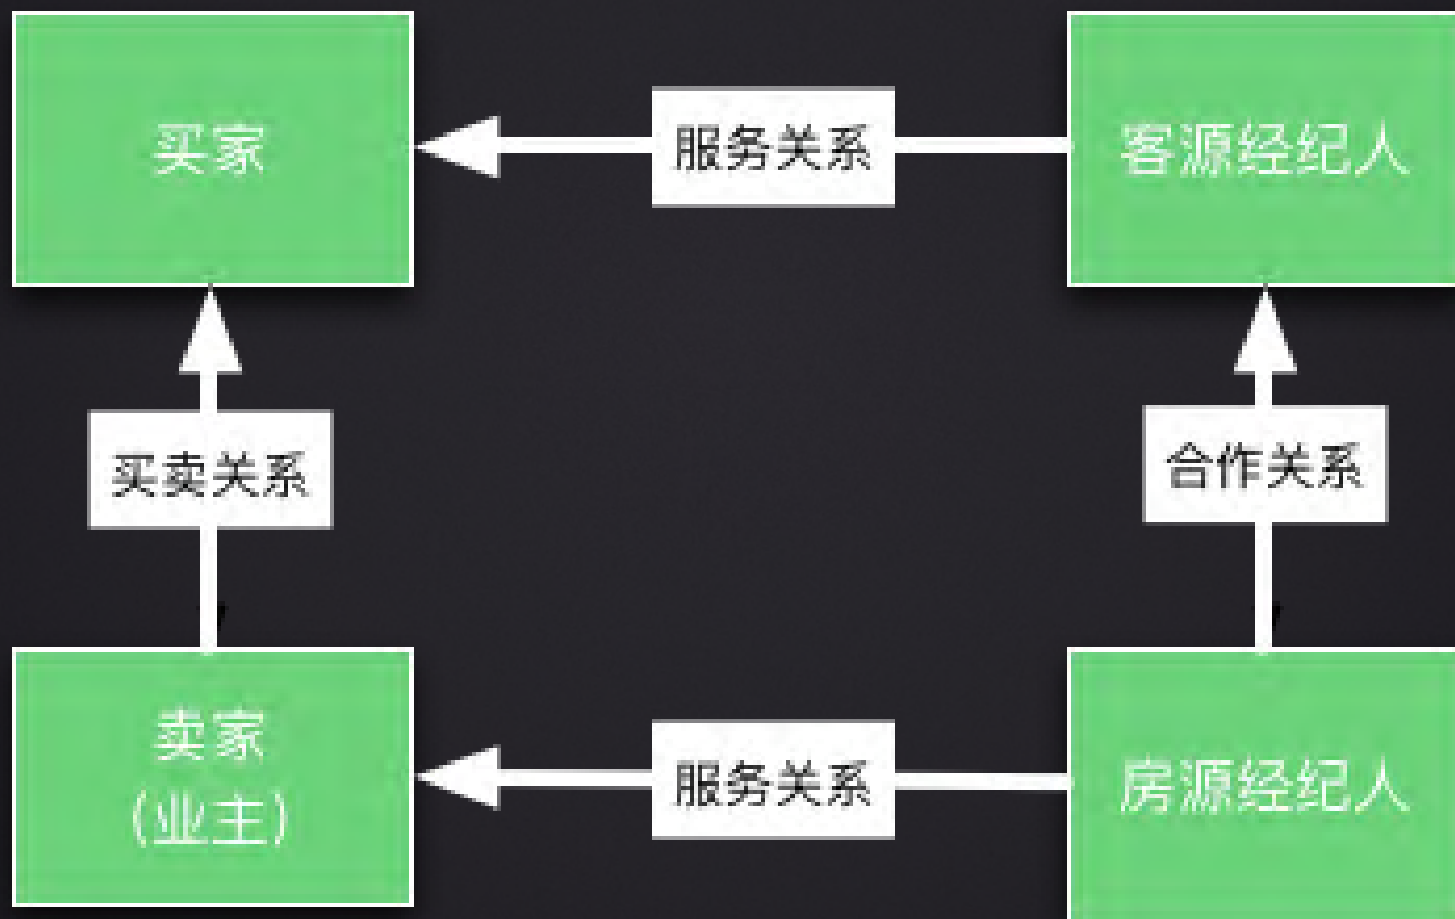 买家
服务关系
客源经纪人
买卖关系
合作关系
卖家
(业主)
服务关系
房源经纪人